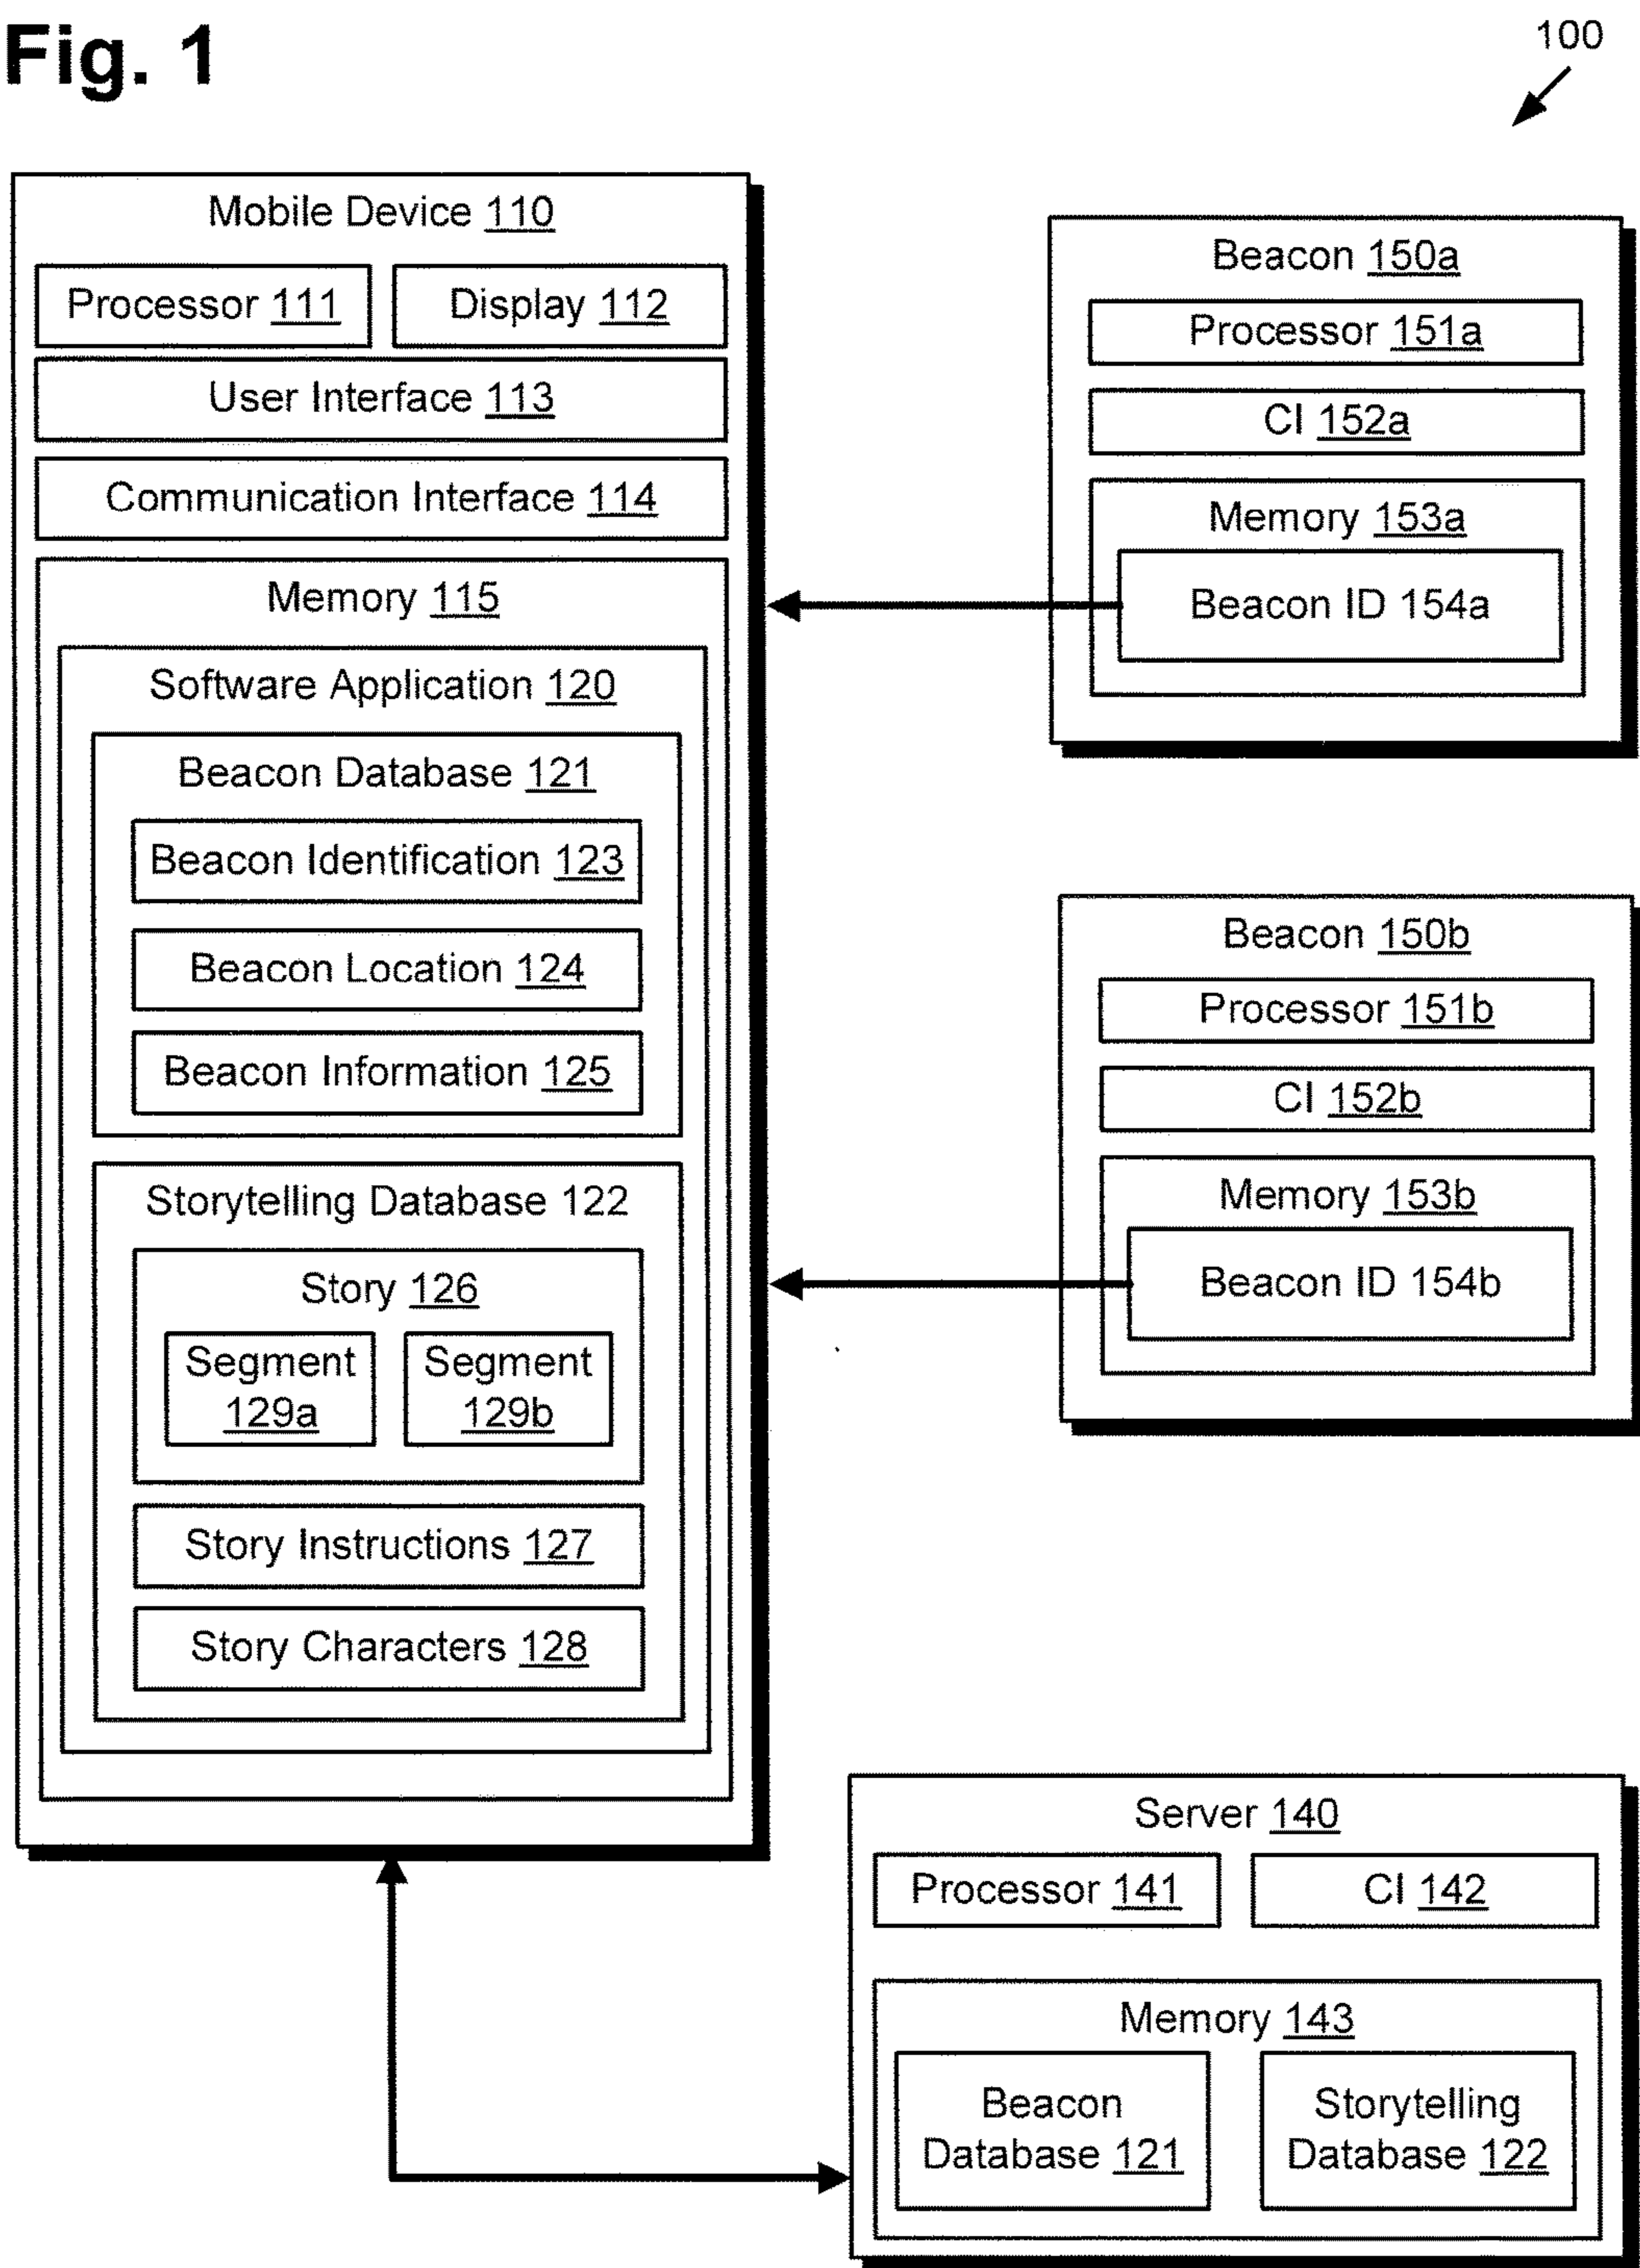 Fig. 1
100
Mobile Device 110
Processor 111
Display 112
User Interface 113
Communication Interface 114
Memory 115
Software Application 120
Beacon Database 121
Beacon Identification 123
Beacon Location 124
Beacon Information 125
Storytelling Database 122
Story 126
Segment
129a
Segment
129b
Story Instructions 127
Story Characters 128
Beacon 150a
Processor 151a
CI 152a
Memory 153a
Beacon ID 154a
Beacon 150b
Processor 151b
CI 152b
Memory 153b
Beacon ID 154b
Server 140
Processor 141
CI 142
Memory 143
Beacon
Database 121
Storytelling
Database 122